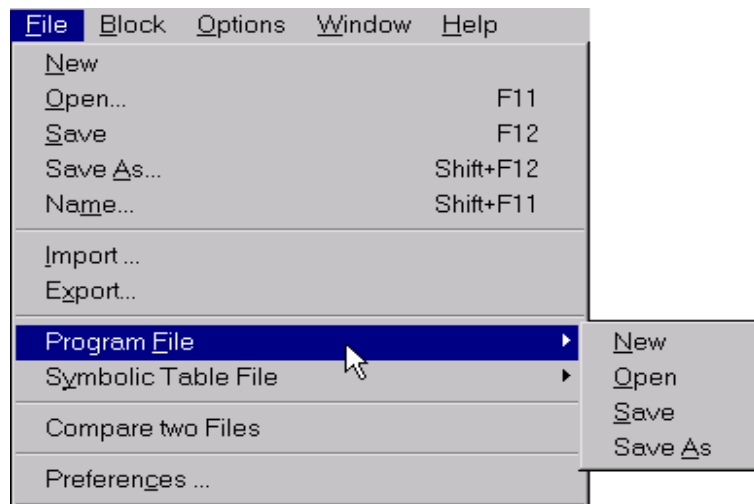 File Block Options Window Help
New
Open... F11
Save F12
Save As... Shift+F12
Name... Shift+F11
Import ...
Export...
Program File
Symbolic Table File
Compare two Files
Preferences ...
New
Open
Save
Save As